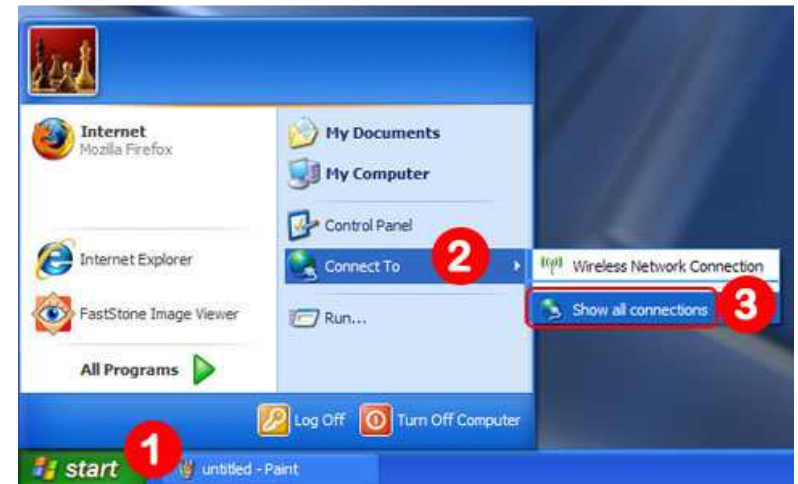 Internet
Mozilla Firefox
Internet Explorer
FastStone Image Viewer
All Programs
My Documents
My Computer
Control Panel
Connect To
2
Run...
Wireless Network Connection
Show all connections
3
Log Off
Turn Off Computer
start
1
untitled - Paint